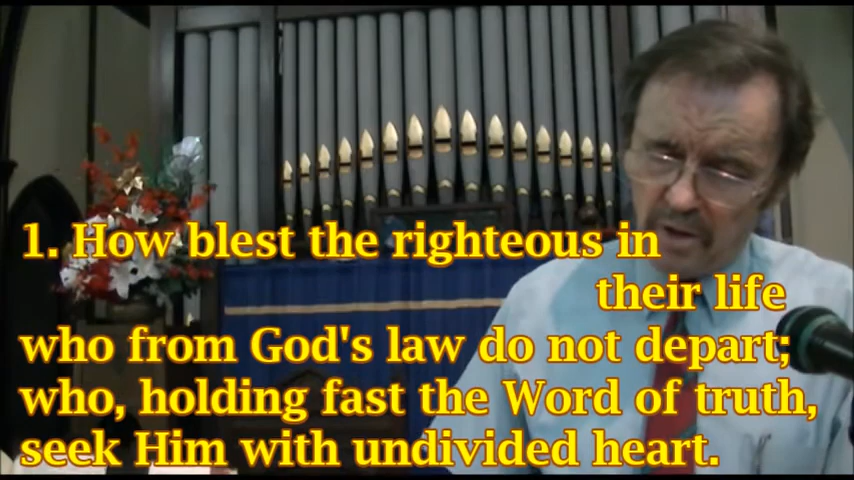 1. How blest the righteous in
their life
who from God's law do not depart;
who, holding fast the Word of truth,
seek Him with undivided heart.